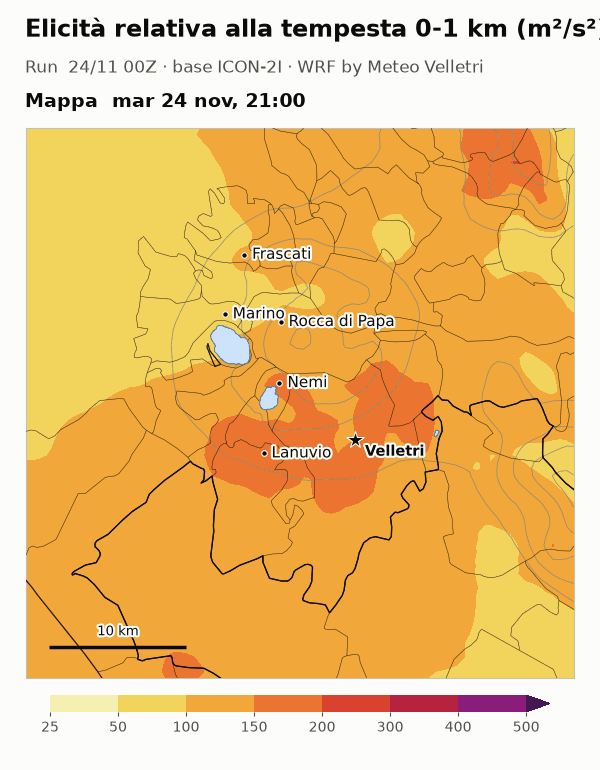 Elicità relativa alla tempesta 0-1 km (m²/s²)
Run 24/11 00Z · base ICON-2I · WRF by Meteo Velletri
Mappa mar 24 nov, 21:00
Frascati
Marino
Rocca di Papa
Nemi
Velletri
Lanuvio
10 km
25 50 100 150 200 300 400 500